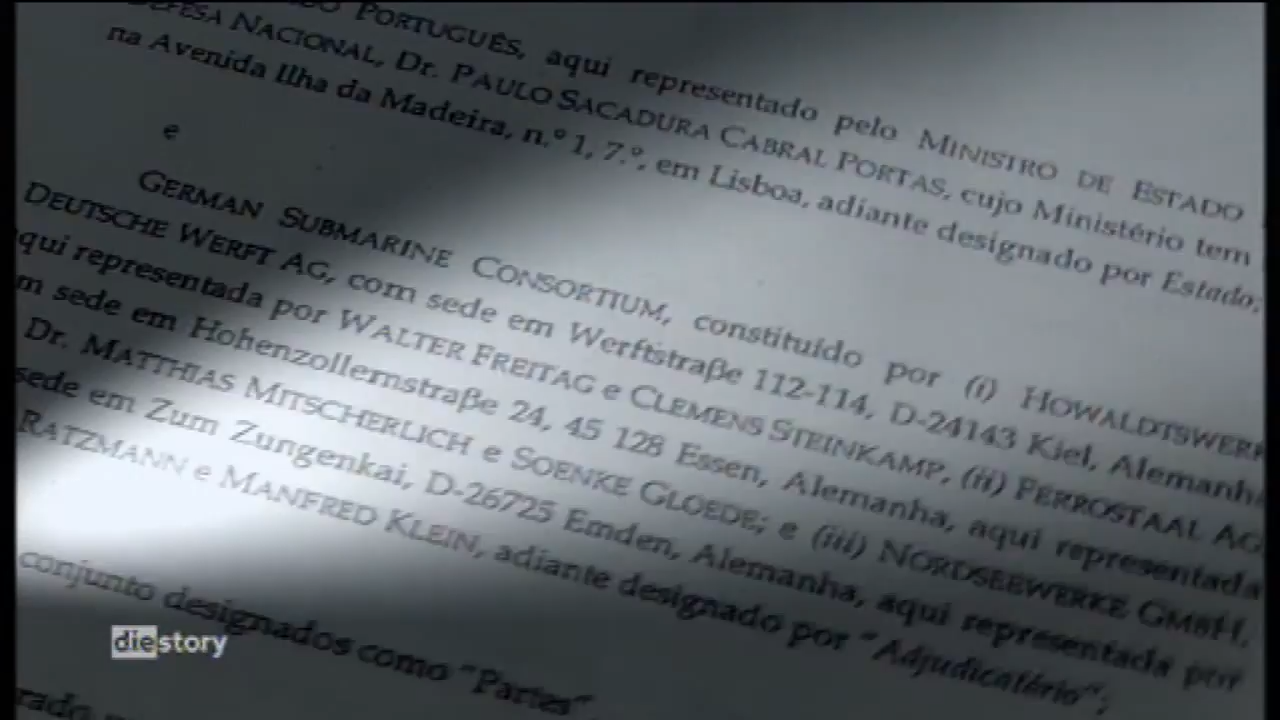 PORTUGUÊS, aqui representado pelo MINISTRO DE ESTADO
DEFESA NACIONAL, Dr. PAULO SACADURA CABRAL PORTAS, cujo Ministério tem
na Avenida Ilha da Madeira, n.º 1, 7.º, em Lisboa, adiante designado por Estado;
e
GERMAN SUBMARINE CONSORTIUM, constituído por (i) HOWALDTSWERK
DEUTSCHE WERFT AG, com sede em Werftstraße 112-114, D-24143 Kiel, Alemanha
aqui representada por WALTER FREITAG e CLEMENS STEINKAMP, (ii) FERROSTAAL AG
m sede em Hohenzollernstraße 24, 45 128 Essen, Alemanha, aqui representada
Dr. MATTHIAS MITSCHERLICH e SOENKE GLOEDE; e (iii) NORDSEEWERKE GMBH,
sede em Zum Zungenkai, D-26725 Emden, Alemanha, aqui representada por
RATZMANN e MANFRED KLEIN, adiante designado por "Adjudicatário";
conjunto designados como "Partes"
diestory